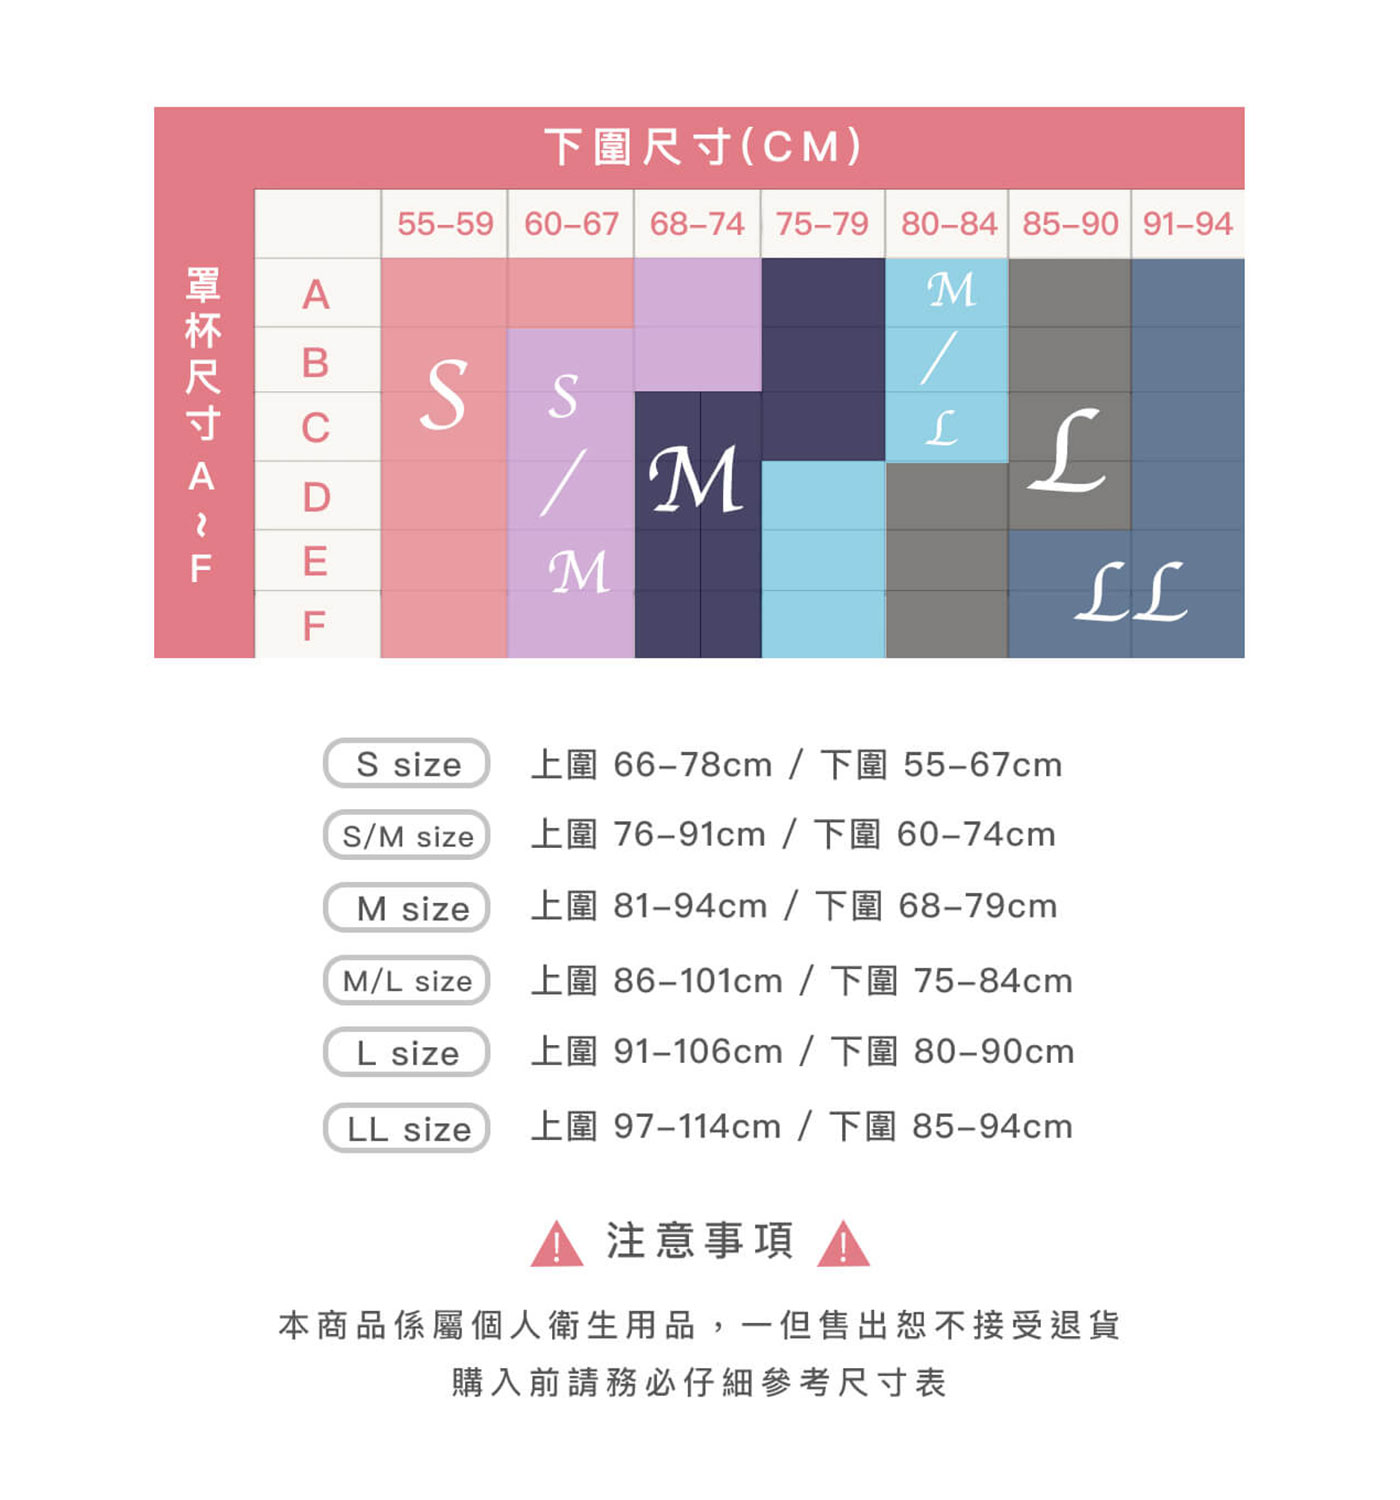 下圍尺寸(CM)
55–59 60–67 68–74 75–79 80–84 85–90 91–94
罩杯尺寸A~F
A
B
C
D
E
F
S
S/M
M
M/L
L
LL
S size 上圍 66–78cm / 下圍 55–67cm
S/M size 上圍 76–91cm / 下圍 60–74cm
M size 上圍 81–94cm / 下圍 68–79cm
M/L size 上圍 86–101cm / 下圍 75–84cm
L size 上圍 91–106cm / 下圍 80–90cm
LL size 上圍 97–114cm / 下圍 85–94cm
! 注意事項 !
本商品係屬個人衛生用品，一但售出恕不接受退貨
購入前請務必仔細參考尺寸表